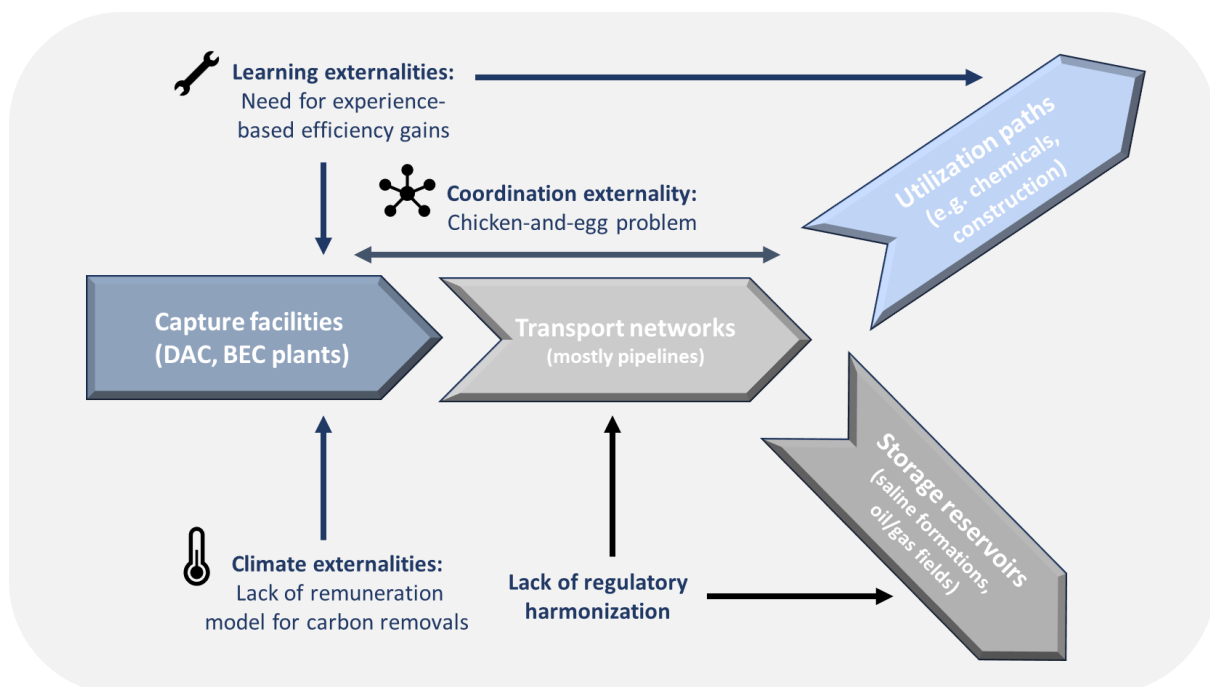 Learning externalities:
Need for experience-
based efficiency gains
Coordination externality:
Chicken-and-egg problem
Utilization paths
(e.g. chemicals,
construction)
Capture facilities
(DAC, BEC plants)
Transport networks
(mostly pipelines)
Storage reservoirs
(saline formations,
oil/gas fields)
Climate externalities:
Lack of remuneration
model for carbon removals
Lack of regulatory
harmonization